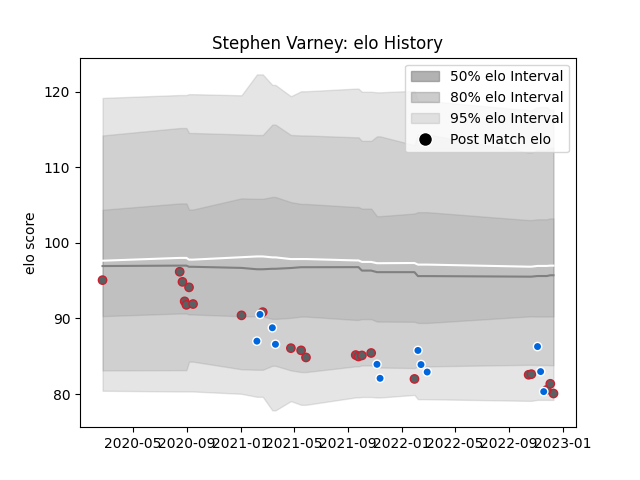 Stephen Varney: elo History
50% elo Interval
80% elo Interval
95% elo Interval
Post Match elo
elo score
120
110
100
90
80
2020-05 2020-09 2021-01 2021-05 2021-09 2022-01 2022-05 2022-09 2023-01